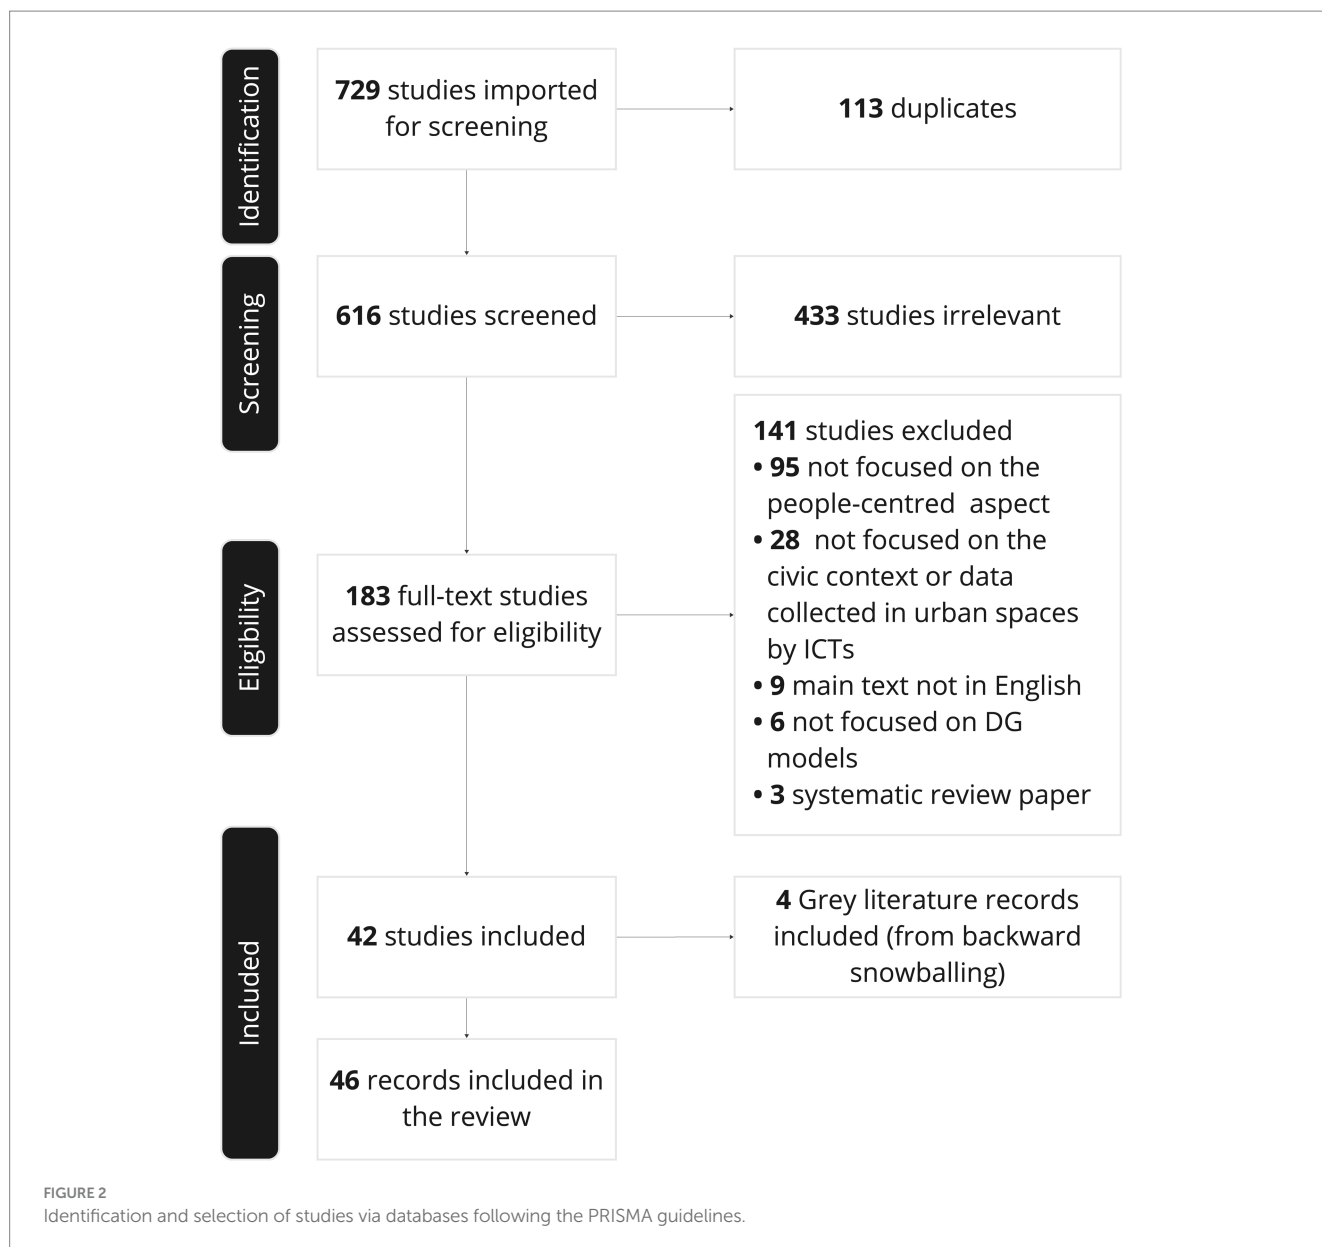 Identification
729 studies imported
for screening
113 duplicates
Screening
616 studies screened
433 studies irrelevant
Eligibility
183 full-text studies
assessed for eligibility
141 studies excluded
• 95 not focused on the
people-centred  aspect
• 28  not focused on the
civic context or data
collected in urban spaces
by ICTs
• 9 main text not in English
• 6 not focused on DG
models
• 3 systematic review paper
Included
42 studies included
4 Grey literature records
included (from backward
snowballing)
46 records included in
the review
FIGURE 2
Identification and selection of studies via databases following the PRISMA guidelines.